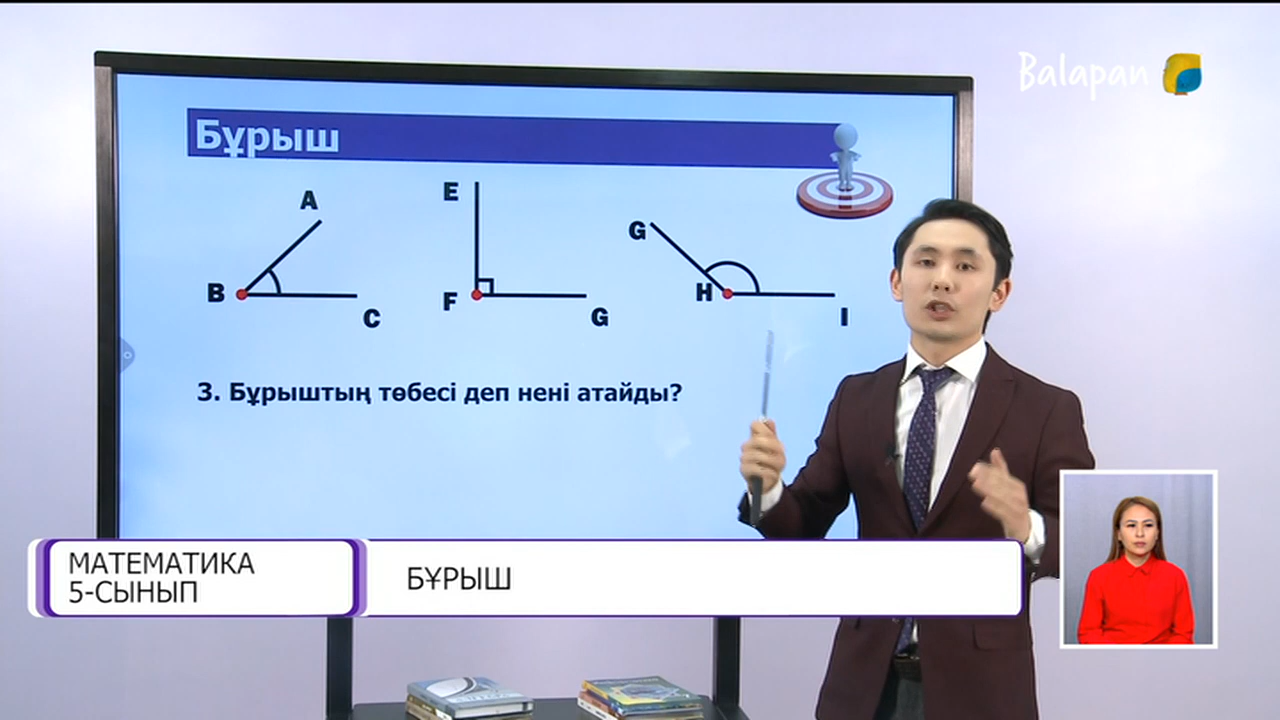 Balapan
Бұрыш
A
B
C
E
F
G
G
H
I
3. Бұрыштың төбесі деп нені атайды?
МАТЕМАТИКА
5-СЫНЫП
БҰРЫШ